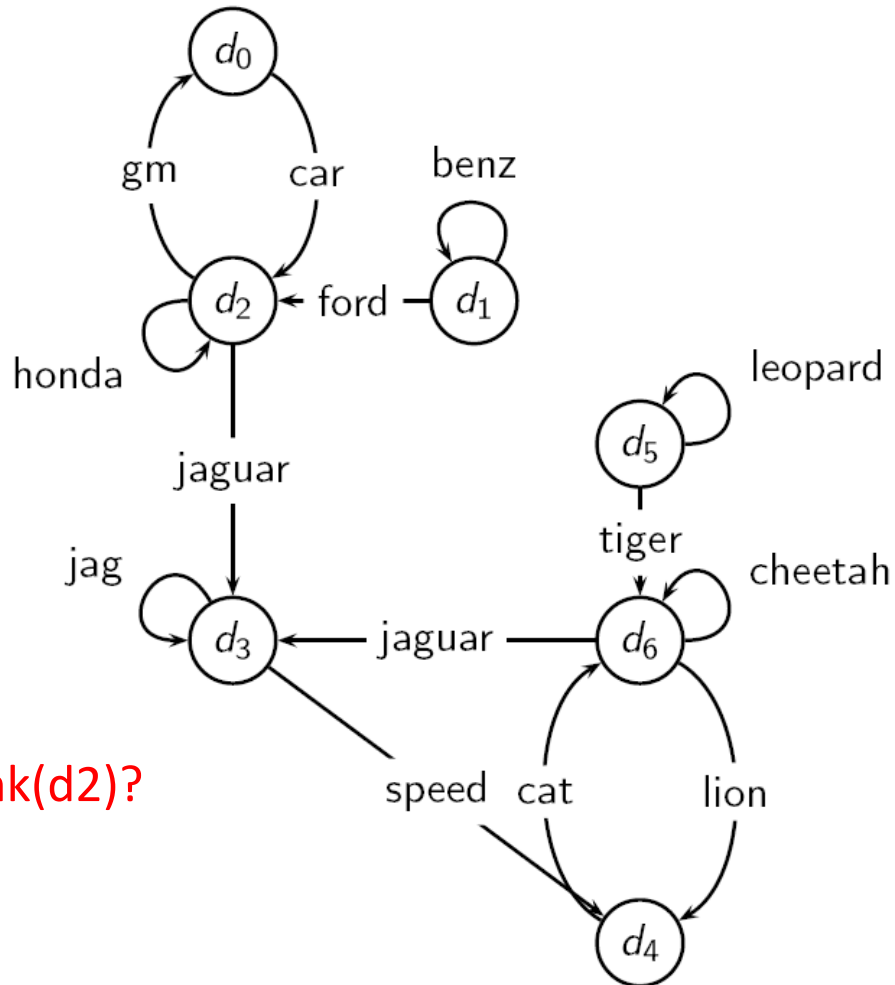 d0
gm
car
benz
d2
ford
d1
honda
leopard
d5
jaguar
tiger
jag
cheetah
d3
jaguar
d6
nk(d2)?
speed
cat
lion
d4